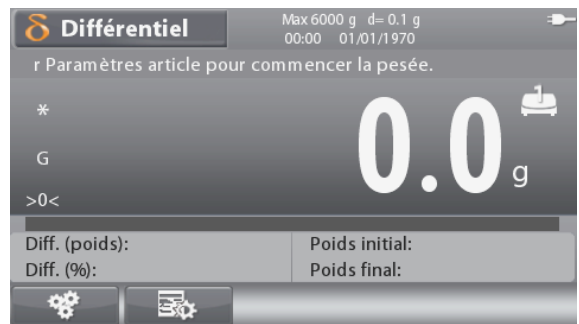 δ Différentiel
Max 6000 g d= 0.1 g
00:00 01/01/1970
r Paramètres article pour commencer la pesée.
*
1
0.0 g
G
>0<
Diff. (poids):
Poids initial:
Diff. (%):
Poids final: